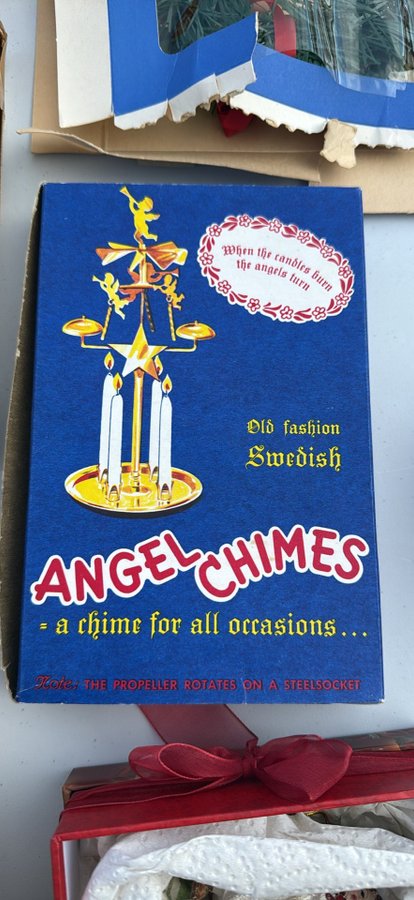 When the candles burn
the angels turn
Old fashion
Swedish
ANGEL CHIMES
= a chime for all occasions...
Note: THE PROPELLER ROTATES ON A STEELSOCKET